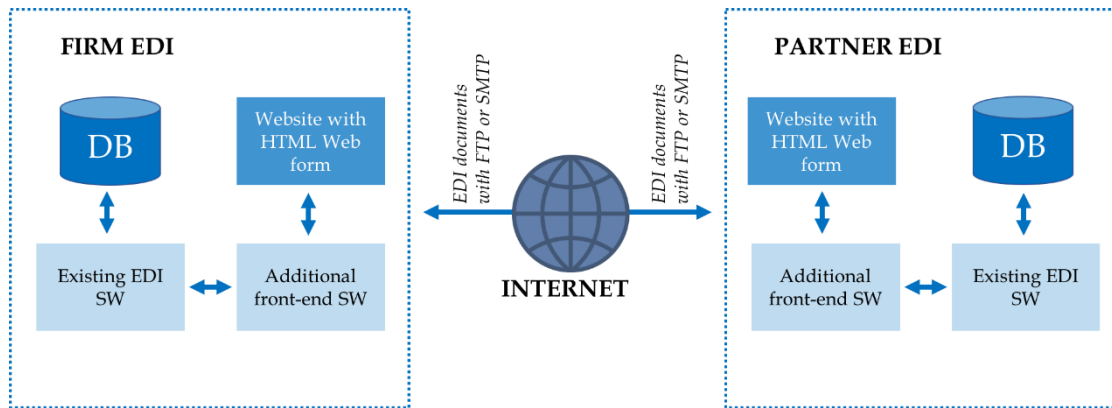 FIRM EDI
DB
Website with
HTML Web
form
Existing EDI
SW
Additional
front-end SW
EDI documents
with FTP or SMTP
INTERNET
EDI documents
with FTP or SMTP
PARTNER EDI
Website with
HTML Web
form
DB
Additional
front-end SW
Existing EDI
SW